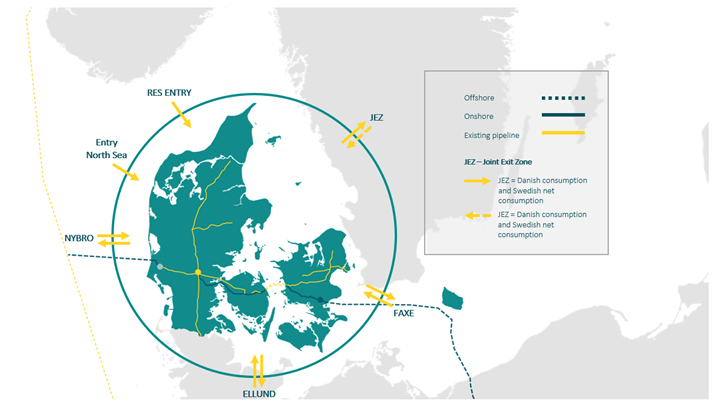 RES ENTRY
JEZ
Entry
North Sea
NYBRO
FAXE
ELLUND
Offshore
Onshore
Existing pipeline
JEZ – Joint Exit Zone
JEZ = Danish consumption
and Swedish net
consumption
JEZ = Danish consumption
and Swedish net
consumption